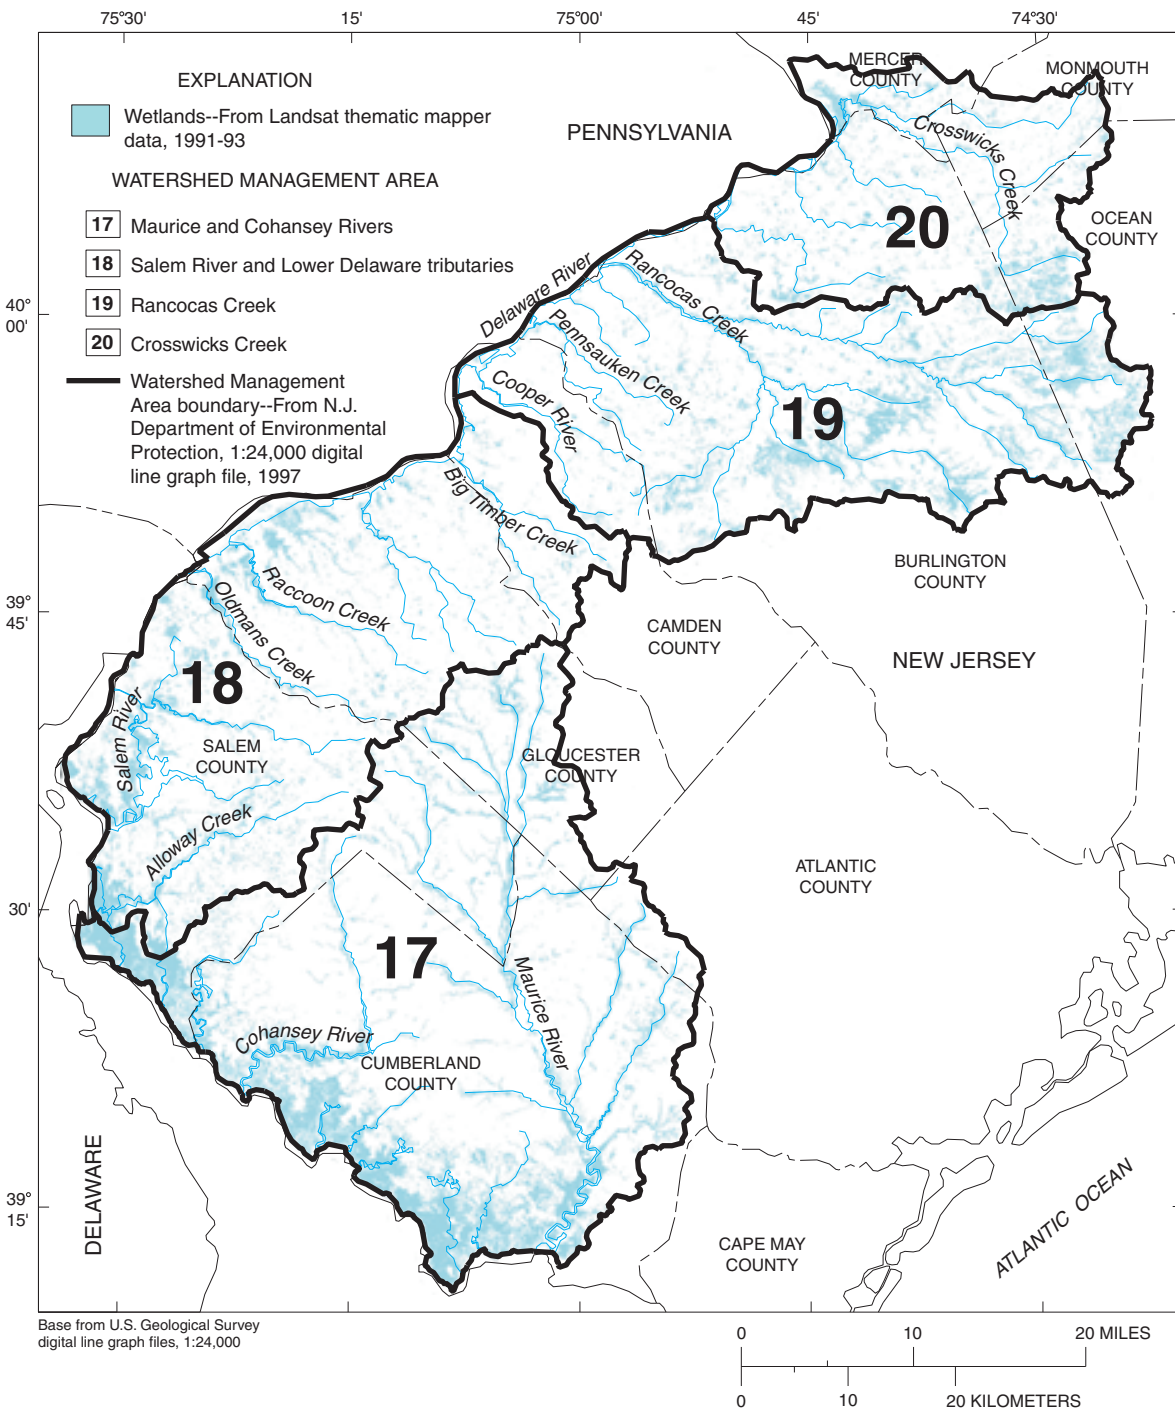 75°30'
15'
75°00'
45'
74°30'
EXPLANATION
Wetlands--From Landsat thematic mapper
data, 1991-93
WATERSHED MANAGEMENT AREA
17 Maurice and Cohansey Rivers
18 Salem River and Lower Delaware tributaries
19 Rancocas Creek
20 Crosswicks Creek
Watershed Management
Area boundary--From N.J.
Department of Environmental
Protection, 1:24,000 digital
line graph file, 1997
40°
00'
39°
45'
30'
39°
15'
MERCER
COUNTY
MONMOUTH
COUNTY
PENNSYLVANIA
Crosswicks Creek
20
OCEAN
COUNTY
Delaware River
Rancocas Creek
Pennsauken Creek
Cooper River
19
Big Timber Creek
BURLINGTON
COUNTY
Raccoon Creek
Oldmans Creek
CAMDEN
COUNTY
NEW JERSEY
18
Salem River
SALEM
COUNTY
GLOUCESTER
COUNTY
Alloway Creek
ATLANTIC
COUNTY
17
Maurice River
Cohansey River
CUMBERLAND
COUNTY
DELAWARE
ATLANTIC OCEAN
CAPE MAY
COUNTY
Base from U.S. Geological Survey
digital line graph files, 1:24,000
0 10 20 MILES
0 10 20 KILOMETERS